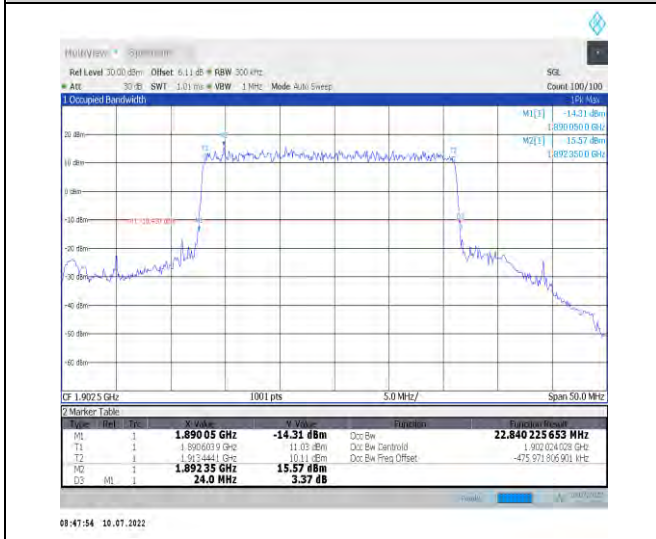 MultiView Spectrum
Ref Level 30.00 dBm Offset 6.11 dB RBW 300 kHz SGL
Att 30 dB SWT 1.01 ms VBW 1 MHz Mode Auto Sweep Count 100/100
1 Occupied Bandwidth 1Pk Max
M1[1] -14.31 dBm
1.890 050 0 GHz
M2[1] 15.57 dBm
1.892 350 0 GHz
20 dBm
10 dBm
0 dBm
-10 dBm
-20 dBm
-30 dBm
-40 dBm
-50 dBm
-60 dBm
CF 1.9025 GHz 1001 pts 5.0 MHz/ Span 50.0 MHz
2 Marker Table
Type Ref Trc X-Value Y-Value Function Function Result
M1 1 1.890 05 GHz -14.31 dBm Occ Bw 22.840 225 653 MHz
T1 1 1.890603 9 GHz 11.03 dBm Occ Bw Centroid 1.902 024 028 GHz
T2 1 1.913444 1 GHz 10.11 dBm Occ Bw Freq Offset -475.971 806 901 kHz
M2 1 1.892 35 GHz 15.57 dBm
D3 M1 1 24.0 MHz 3.37 dB
08:47:54 10.07.2022